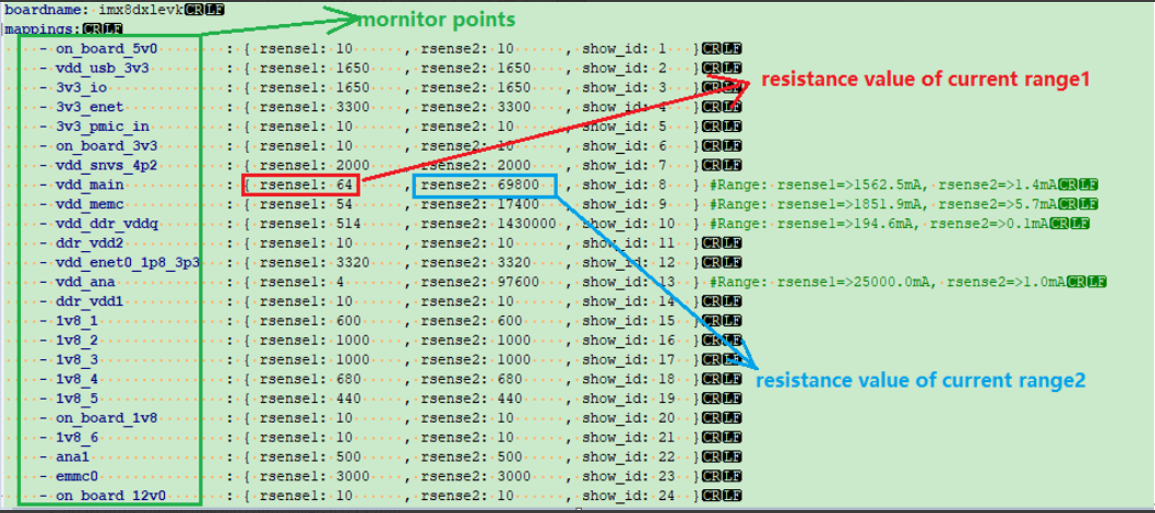 boardname: imx8dxlevkCRLF
mappings:CRLF
mornitor points
- on_board_5v0 : { rsense1: 10 , rsense2: 10 , show_id: 1 }CRLF
- vdd_usb_3v3 : { rsense1: 1650 , rsense2: 1650 , show_id: 2 }CRLF
resistance value of current range1
- 3v3_io : { rsense1: 1650 , rsense2: 1650 , show_id: 3 }CRLF
- 3v3_enet : { rsense1: 3300 , rsense2: 3300 , show_id: 4 }CRLF
- 3v3_pmic_in : { rsense1: 10 , rsense2: 10 , show_id: 5 }CRLF
- on_board_3v3 : { rsense1: 10 , rsense2: 10 , show_id: 6 }CRLF
- vdd_snvs_4p2 : { rsense1: 2000 , rsense2: 2000 , show_id: 7 }CRLF
- vdd_main : { rsense1: 64 , rsense2: 69800 , show_id: 8 } #Range: rsense1=>1562.5mA, rsense2=>1.4mACRLF
- vdd_memc : { rsense1: 54 , rsense2: 17400 , show_id: 9 } #Range: rsense1=>1851.9mA, rsense2=>5.7mACRLF
- vdd_ddr_vddq : { rsense1: 514 , rsense2: 1430000 , show_id: 10 } #Range: rsense1=>194.6mA, rsense2=>0.1mACRLF
- ddr_vdd2 : { rsense1: 10 , rsense2: 10 , show_id: 11 }CRLF
- vdd_enet0_1p8_3p3 : { rsense1: 3320 , rsense2: 3320 , show_id: 12 }CRLF
- vdd_ana : { rsense1: 4 , rsense2: 97600 , show_id: 13 } #Range: rsense1=>25000.0mA, rsense2=>1.0mACRLF
- ddr_vdd1 : { rsense1: 10 , rsense2: 10 , show_id: 14 }CRLF
- 1v8_1 : { rsense1: 600 , rsense2: 600 , show_id: 15 }CRLF
- 1v8_2 : { rsense1: 1000 , rsense2: 1000 , show_id: 16 }CRLF
- 1v8_3 : { rsense1: 1000 , rsense2: 1000 , show_id: 17 }CRLF
- 1v8_4 : { rsense1: 680 , rsense2: 680 , show_id: 18 }CRLF
resistance value of current range2
- 1v8_5 : { rsense1: 440 , rsense2: 440 , show_id: 19 }CRLF
- on_board_1v8 : { rsense1: 10 , rsense2: 10 , show_id: 20 }CRLF
- 1v8_6 : { rsense1: 10 , rsense2: 10 , show_id: 21 }CRLF
- ana1 : { rsense1: 500 , rsense2: 500 , show_id: 22 }CRLF
- emmc0 : { rsense1: 3000 , rsense2: 3000 , show_id: 23 }CRLF
- on_board_12v0 : { rsense1: 10 , rsense2: 10 , show_id: 24 }CRLF